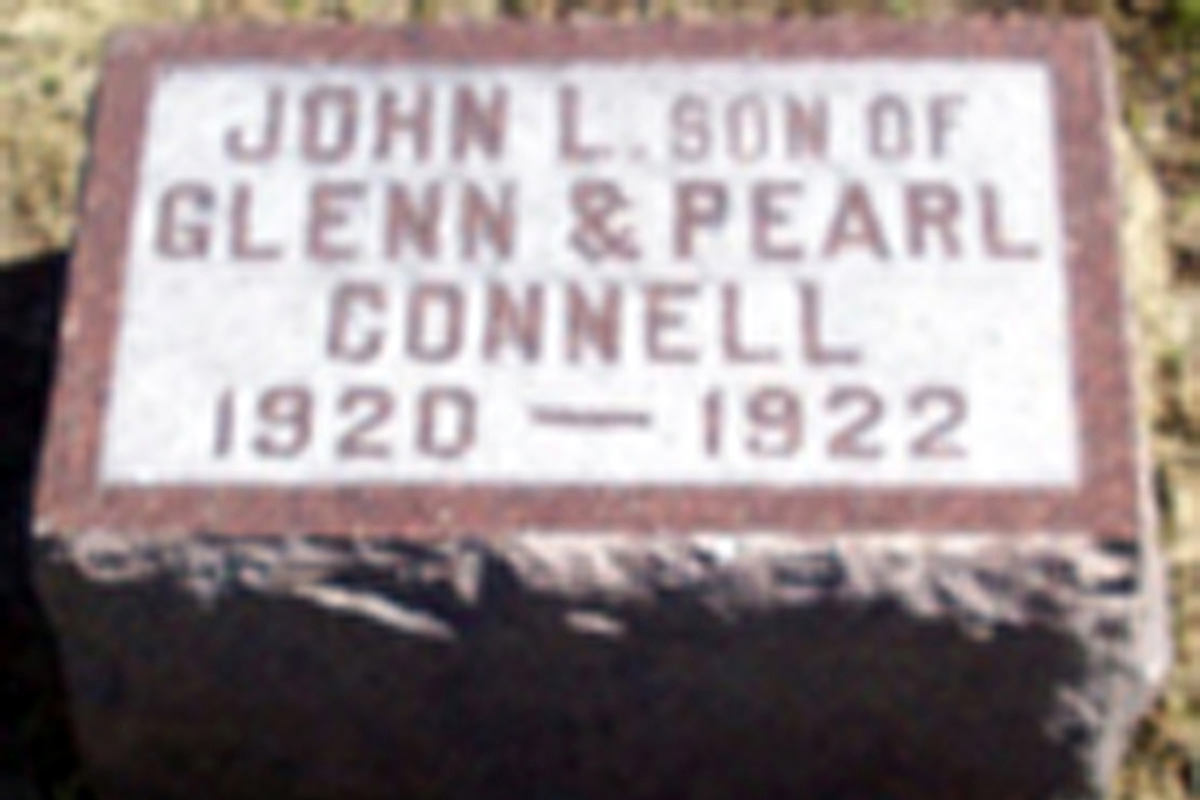 JOHN L. SON OF
GLENN & PEARL
CONNELL
1920 — 1922